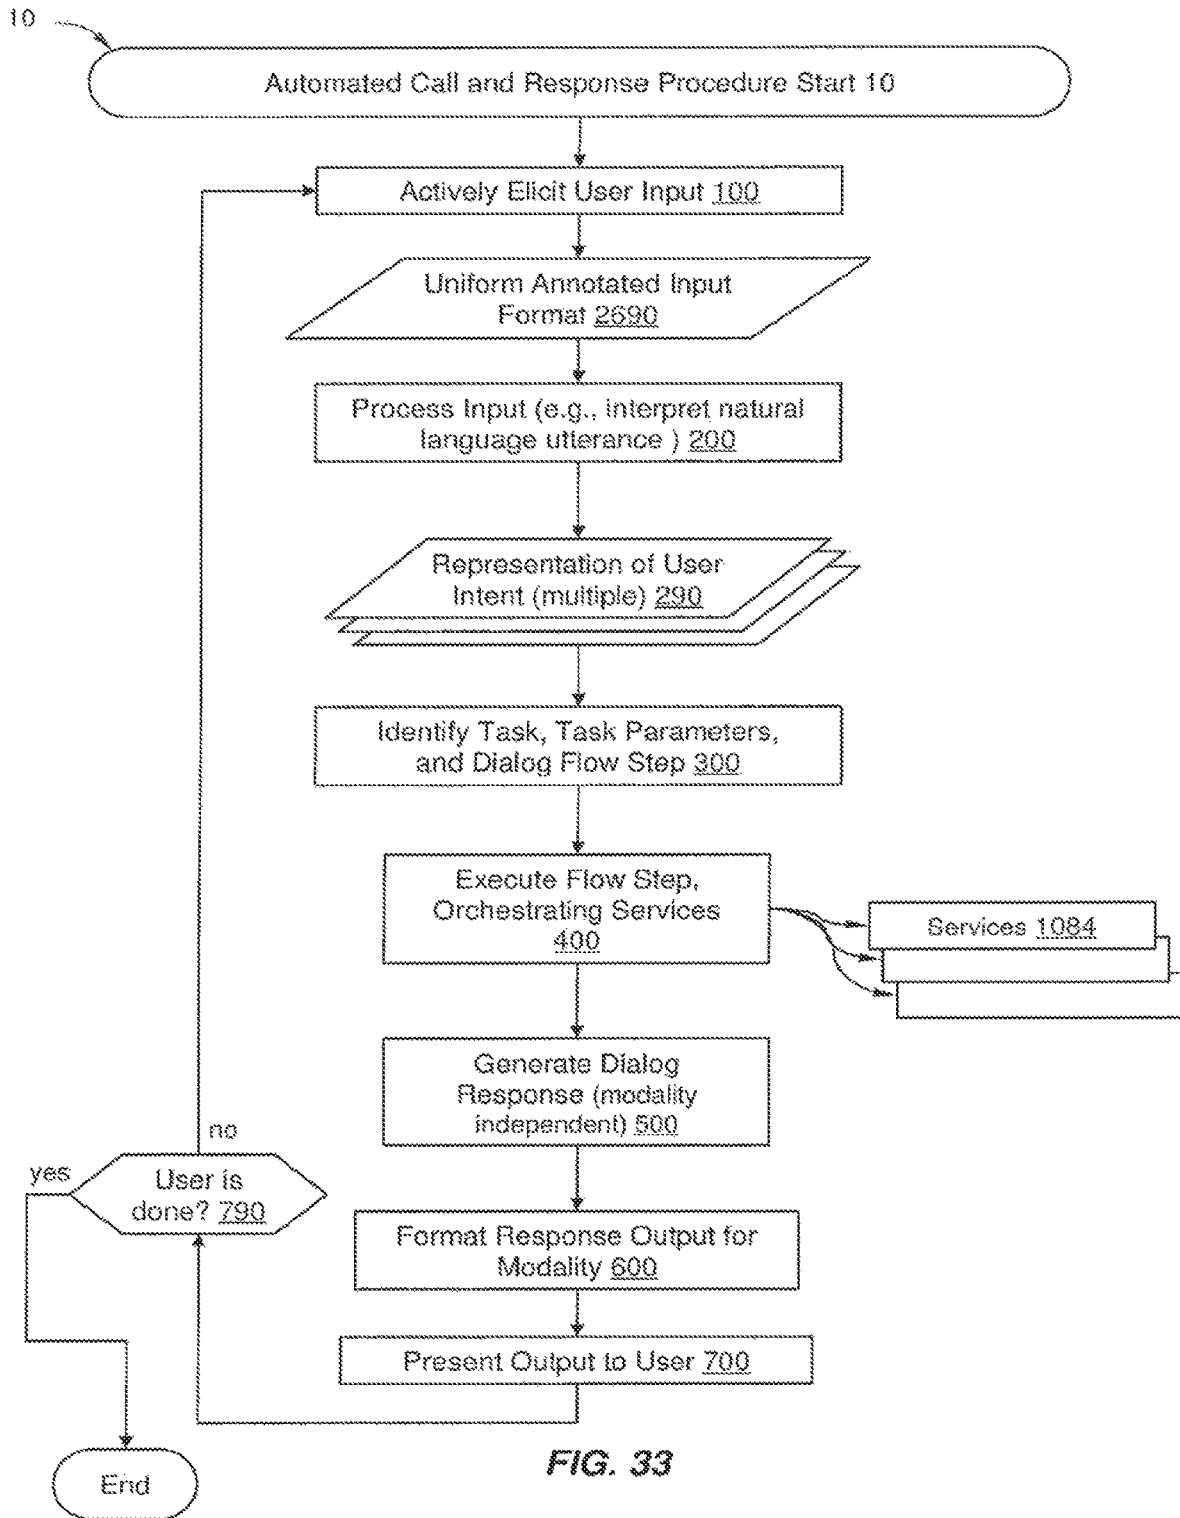 10
Automated Call and Response Procedure Start 10
Actively Elicit User Input 100
Uniform Annotated Input
Format 2690
Process Input (e.g., interpret natural
language utterance ) 200
Representation of User
Intent (multiple) 290
Identify Task, Task Parameters,
and Dialog Flow Step 300
Execute Flow Step,
Orchestrating Services
400
Services 1084
Generate Dialog
Response (modality
independent) 500
no
yes
User is
done? 790
Format Response Output for
Modality 600
Present Output to User 700
End
FIG. 33